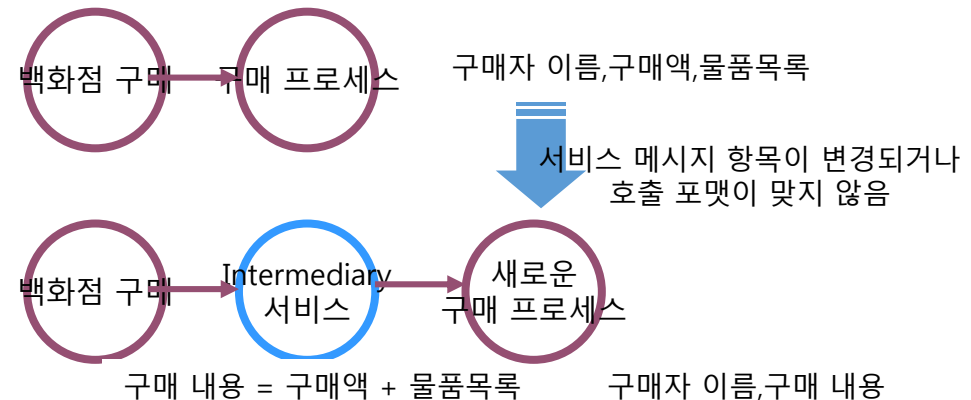 백화점 구매
구매 프로세스
구매자 이름,구매액,물품목록
서비스 메시지 항목이 변경되거나
호출 포맷이 맞지 않음
백화점 구매
Intermediary
서비스
새로운
구매 프로세스
구매 내용 = 구매액 + 물품목록
구매자 이름,구매 내용